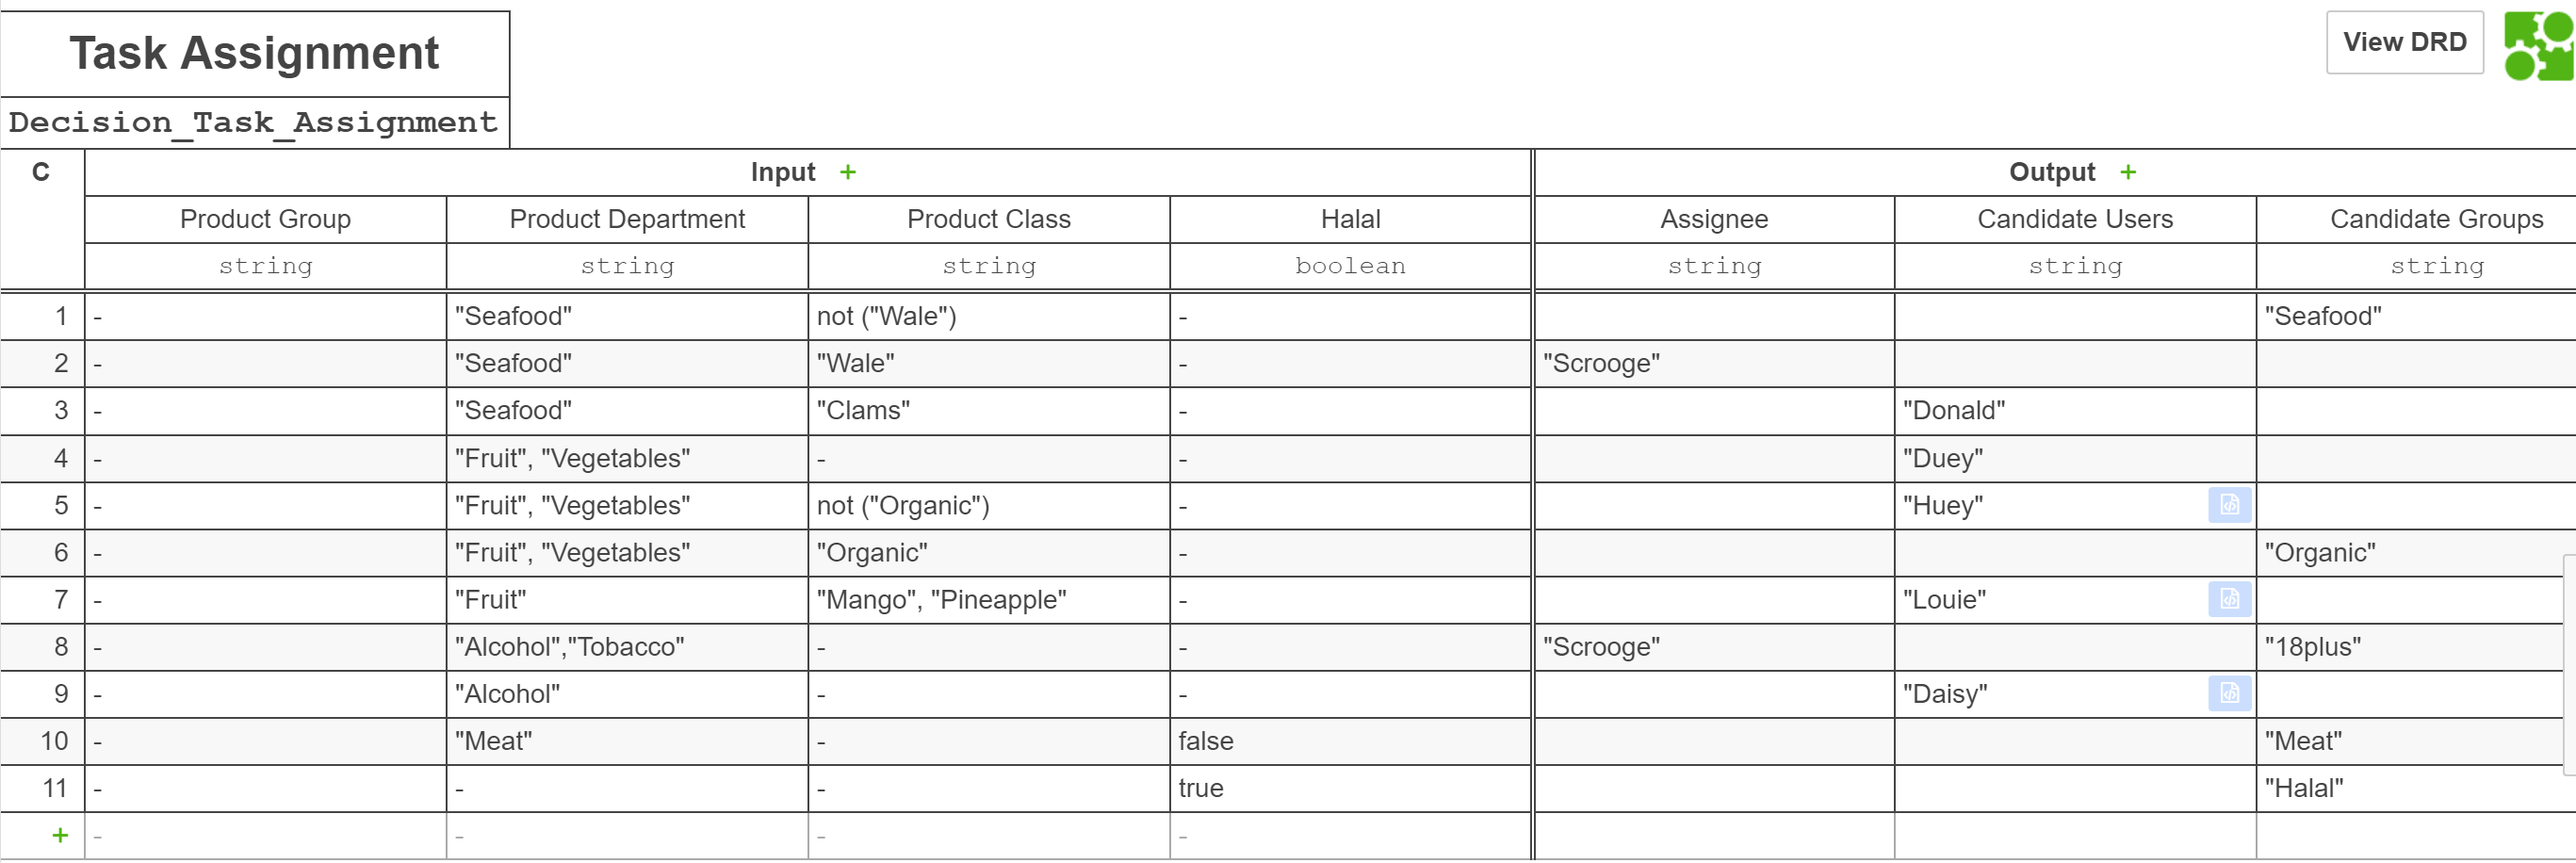 Task Assignment
View DRD
Decision_Task_Assignment
C Input + Output +
Product Group Product Department Product Class Halal Assignee Candidate Users Candidate Groups
string string string boolean string string string
1 - "Seafood" not ("Wale") - "Seafood"
2 - "Seafood" "Wale" - "Scrooge"
3 - "Seafood" "Clams" - "Donald"
4 - "Fruit", "Vegetables" - - "Duey"
5 - "Fruit", "Vegetables" not ("Organic") - "Huey"
6 - "Fruit", "Vegetables" "Organic" - "Organic"
7 - "Fruit" "Mango", "Pineapple" - "Louie"
8 - "Alcohol","Tobacco" - - "Scrooge" "18plus"
9 - "Alcohol" - - "Daisy"
10 - "Meat" - false "Meat"
11 - - - true "Halal"
+ - - - -